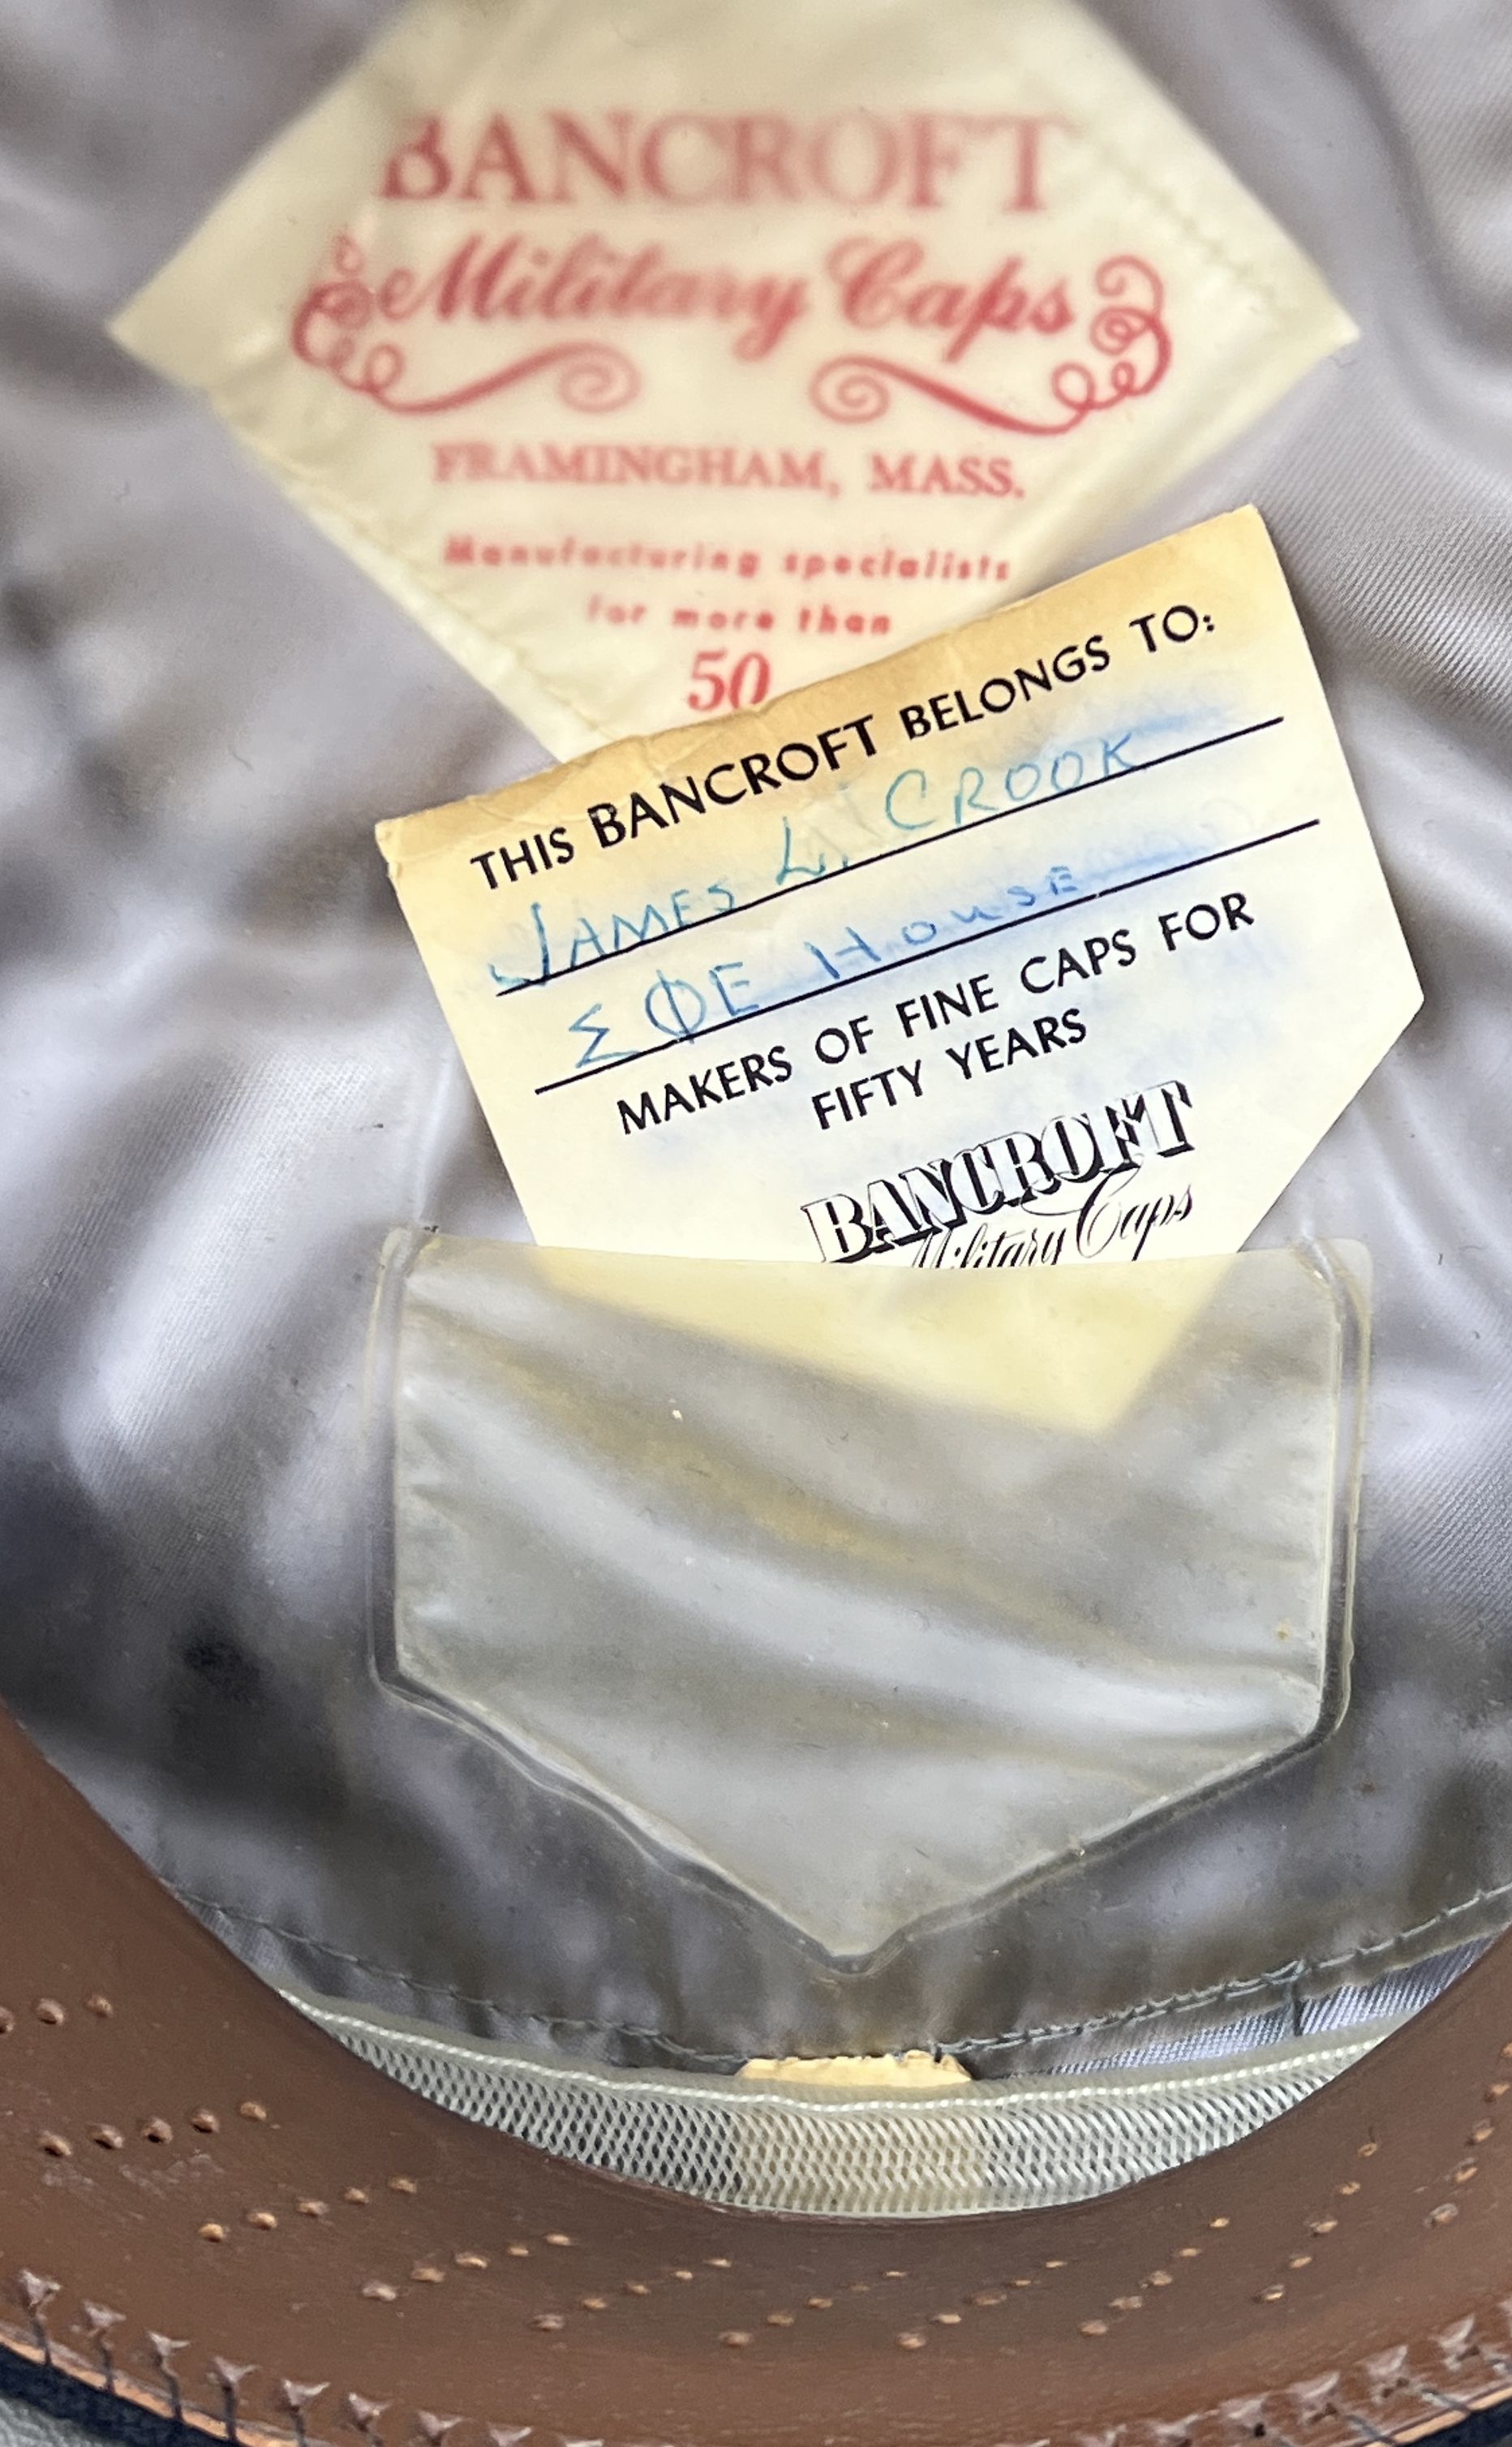 BANCROFT
Military Caps
FRAMINGHAM, MASS.
Manufacturing specialists
for more than
50
THIS BANCROFT BELONGS TO:
JAMES L. CROOK
ΣΦΕ HOUSE
MAKERS OF FINE CAPS FOR
FIFTY YEARS
BANCROFT
Military Caps